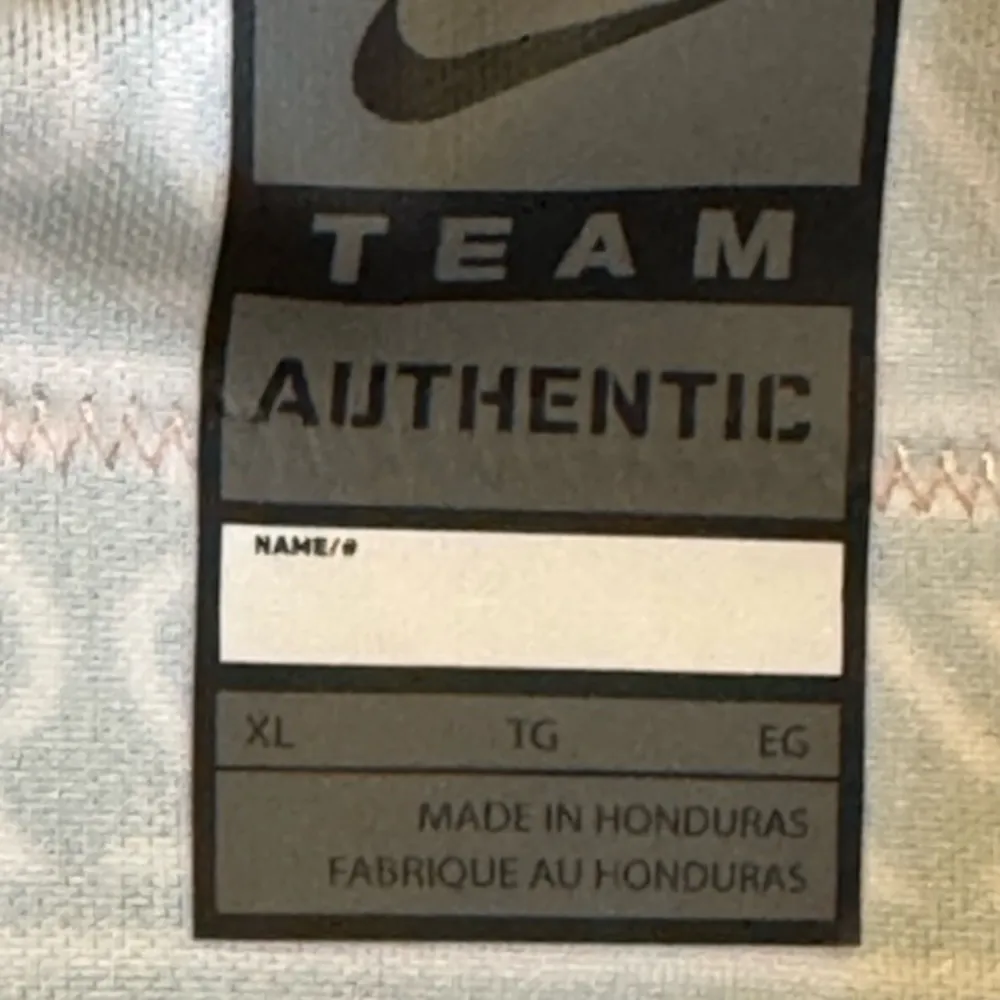 TEAM
AUTHENTIC
NAME/#
XL TG EG
MADE IN HONDURAS
FABRIQUE AU HONDURAS